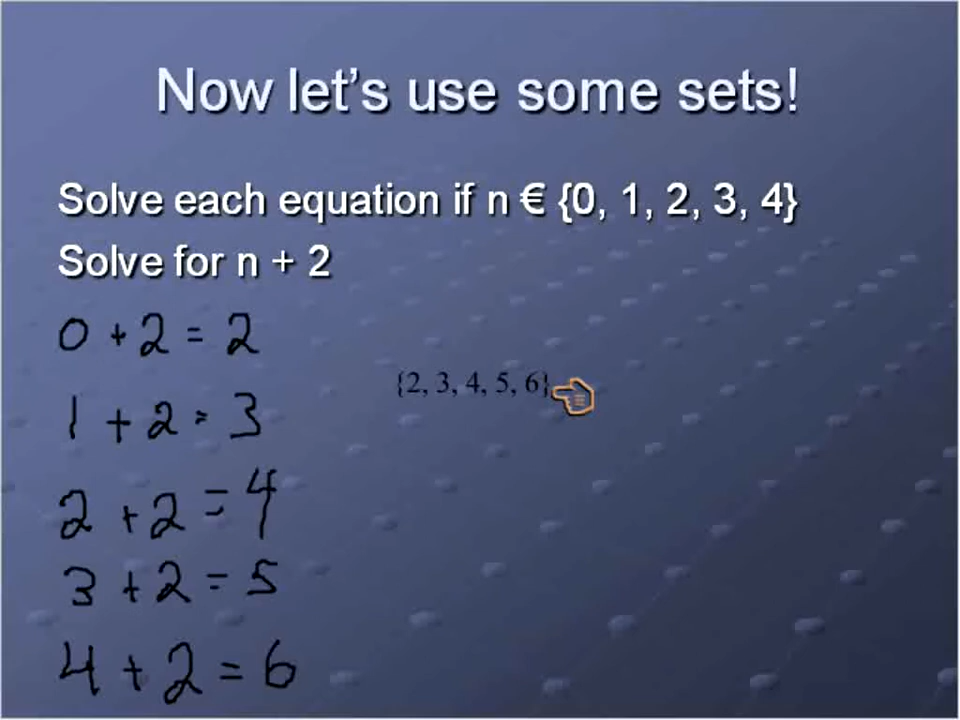 Now let's use some sets!
Solve each equation if n € {0, 1, 2, 3, 4}
Solve for n + 2
0 + 2 = 2
{2, 3, 4, 5, 6}
1 + 2 = 3
2 + 2 = 4
3 + 2 = 5
4 + 2 = 6